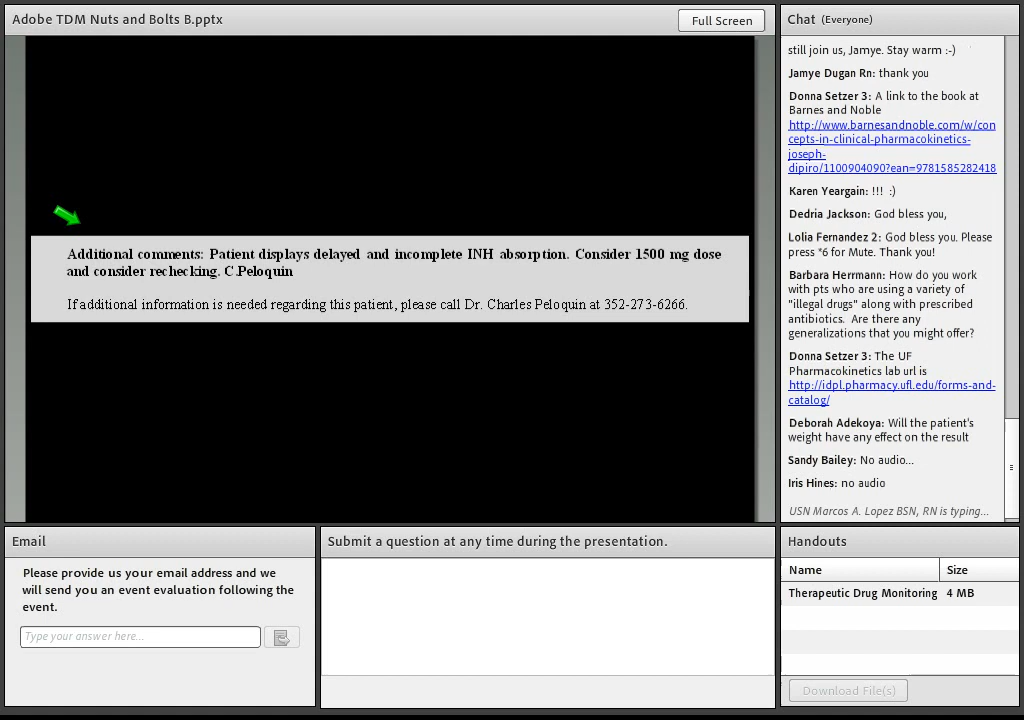 Adobe TDM Nuts and Bolts B.pptx
Full Screen
Additional comments: Patient displays delayed and incomplete INH absorption. Consider 1500 mg dose
and consider rechecking. C.Peloquin
If additional information is needed regarding this patient, please call Dr. Charles Peloquin at 352-273-6266.
Chat (Everyone)
still join us, Jamye. Stay warm :-)
Jamye Dugan Rn: thank you
Donna Setzer 3: A link to the book at
Barnes and Noble
http://www.barnesandnoble.com/w/con
cepts-in-clinical-pharmacokinetics-
joseph-
dipiro/1100904090?ean=9781585282418
Karen Yeargain: !!! :)
Dedria Jackson: God bless you,
Lolia Fernandez 2: God bless you. Please
press *6 for Mute. Thank you!
Barbara Herrmann: How do you work
with pts who are using a variety of
"illegal drugs" along with prescribed
antibiotics. Are there any
generalizations that you might offer?
Donna Setzer 3: The UF
Pharmacokinetics lab url is
http://idpl.pharmacy.ufl.edu/forms-and-
catalog/
Deborah Adekoya: Will the patient's
weight have any effect on the result
Sandy Bailey: No audio...
Iris Hines: no audio
USN Marcos A. Lopez BSN, RN is typing...
Email
Please provide us your email address and we
will send you an event evaluation following the
event.
Type your answer here...
Submit a question at any time during the presentation.
Handouts
Name Size
Therapeutic Drug Monitoring 4 MB
Download File(s)